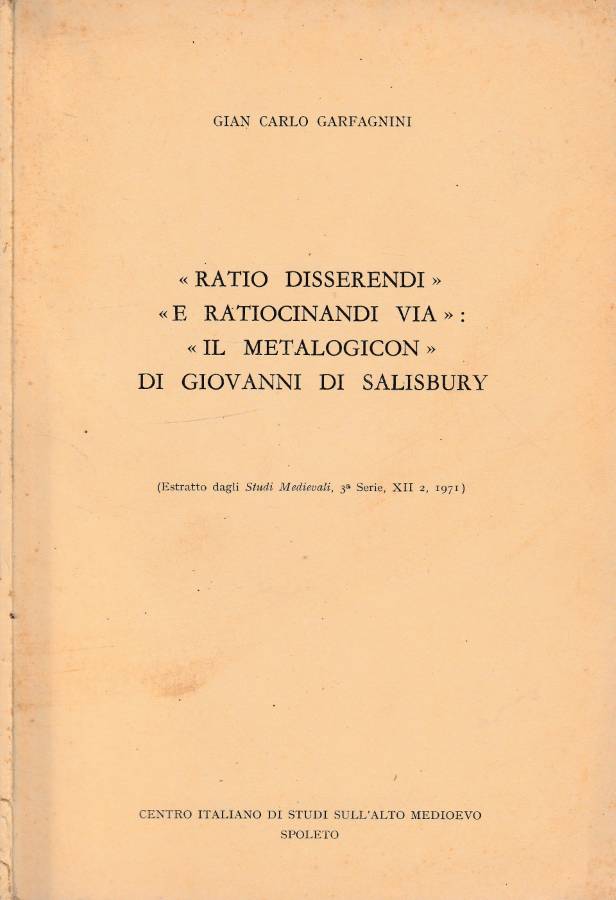 GIAN CARLO GARFAGNINI
« RATIO DISSERENDI »
« E RATIOCINANDI VIA » :
« IL METALOGICON »
DI GIOVANNI DI SALISBURY
(Estratto dagli Studi Medievali, 3ª Serie, XII 2, 1971)
CENTRO ITALIANO DI STUDI SULL'ALTO MEDIOEVO
SPOLETO